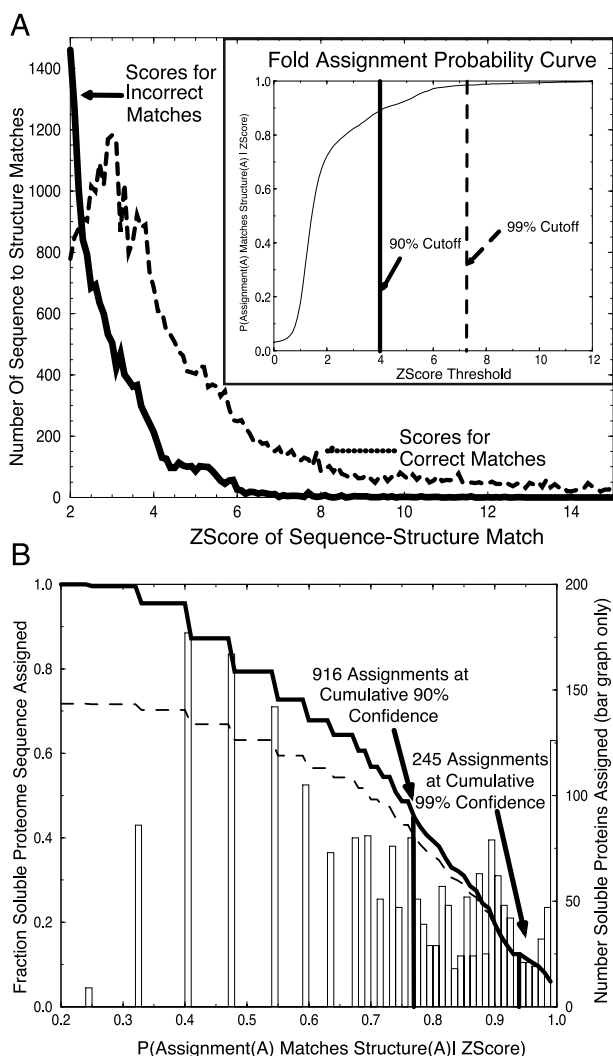 A
Number Of Sequence to Structure Matches
1400
1200
1000
800
600
400
200
0
2
4
6
8
10
12
14
ZScore of Sequence-Structure Match
Scores for
Incorrect
Matches
Scores for
Correct Matches
Fold Assignment Probability Curve
P(Assignment(A) Matches Structure(A)| ZScore)
1.0
0.8
0.6
0.4
0.2
0.0
0
2
4
6
8
10
12
ZScore Threshold
90% Cutoff
99% Cutoff
B
Fraction Soluble Proteome Sequence Assigned
1.0
0.8
0.6
0.4
0.2
0.0
0.2
0.3
0.4
0.5
0.6
0.7
0.8
0.9
1.0
P(Assignment(A) Matches Structure(A)| ZScore)
200
150
100
50
0
Number Soluble Proteins Assigned (bar graph only)
916 Assignments at
Cumulative 90%
Confidence
245 Assignments
at Cumulative
99% Confidence